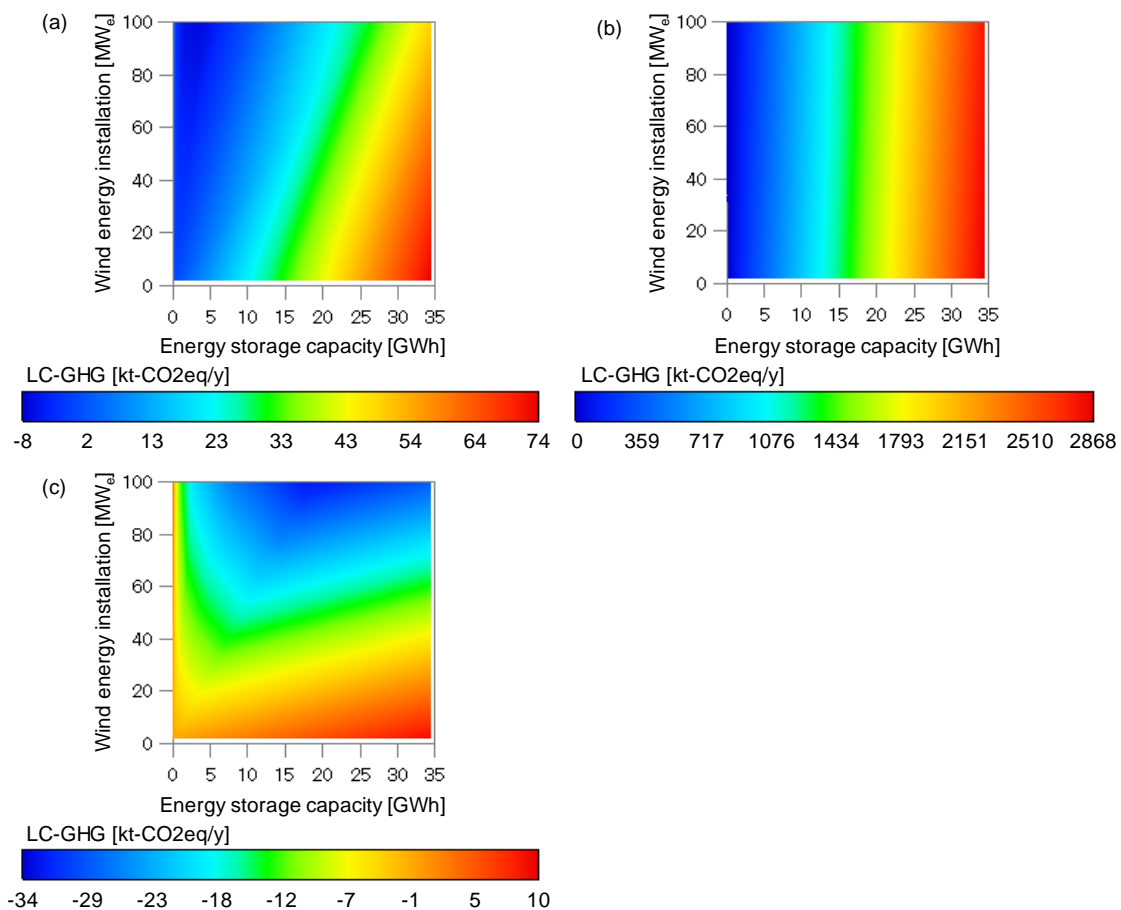 (a)
Wind energy installation [MWe]
100
80
60
40
20
0
0 5 10 15 20 25 30 35
Energy storage capacity [GWh]
LC-GHG [kt-CO2eq/y]
-8 2 13 23 33 43 54 64 74
(b)
Wind energy installation [MWe]
100
80
60
40
20
0
0 5 10 15 20 25 30 35
Energy storage capacity [GWh]
LC-GHG [kt-CO2eq/y]
0 359 717 1076 1434 1793 2151 2510 2868
(c)
Wind energy installation [MWe]
100
80
60
40
20
0
0 5 10 15 20 25 30 35
Energy storage capacity [GWh]
LC-GHG [kt-CO2eq/y]
-34 -29 -23 -18 -12 -7 -1 5 10